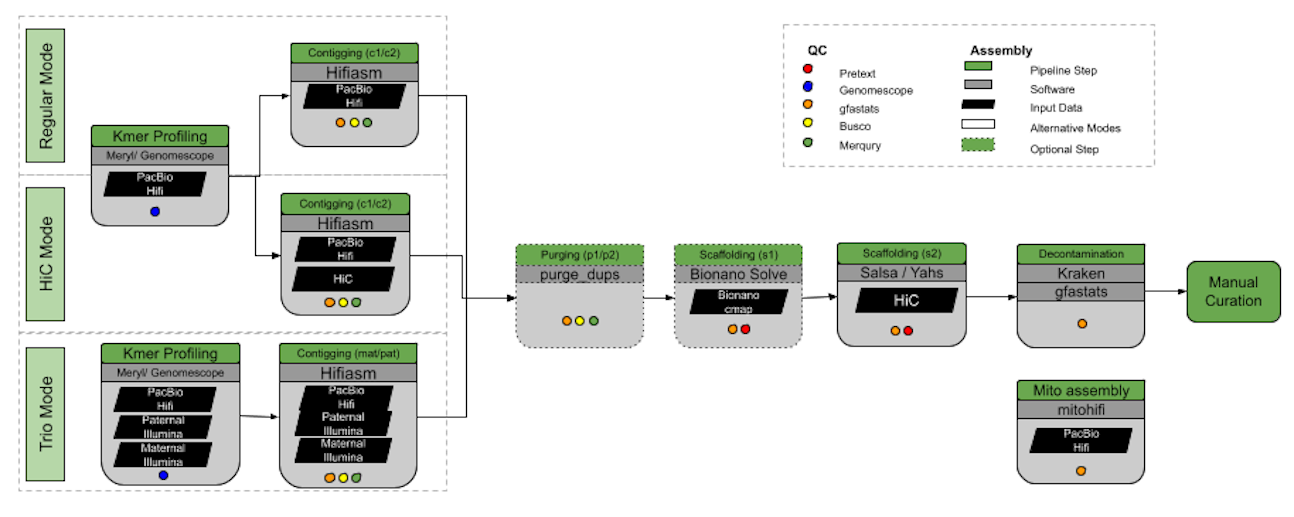 Regular Mode
Kmer Profiling
Meryl/ Genomescope
PacBio
Hifi
Contigging (c1/c2)
Hifiasm
PacBio
Hifi
HiC Mode
Contigging (c1/c2)
Hifiasm
PacBio
Hifi
HiC
Trio Mode
Kmer Profiling
Meryl/ Genomescope
PacBio
Hifi
Paternal
Illumina
Maternal
Illumina
Contigging (mat/pat)
Hifiasm
PacBio
Hifi
Paternal
Illumina
Maternal
Illumina
Purging (p1/p2)
purge_dups
Scaffolding (s1)
Bionano Solve
Bionano
cmap
Scaffolding (s2)
Salsa / Yahs
HiC
Decontamination
Kraken
gfastats
Manual
Curation
Mito assembly
mitohifi
PacBio
Hifi
QC
Pretext
Genomescope
gfastats
Busco
Merqury
Assembly
Pipeline Step
Software
Input Data
Alternative Modes
Optional Step